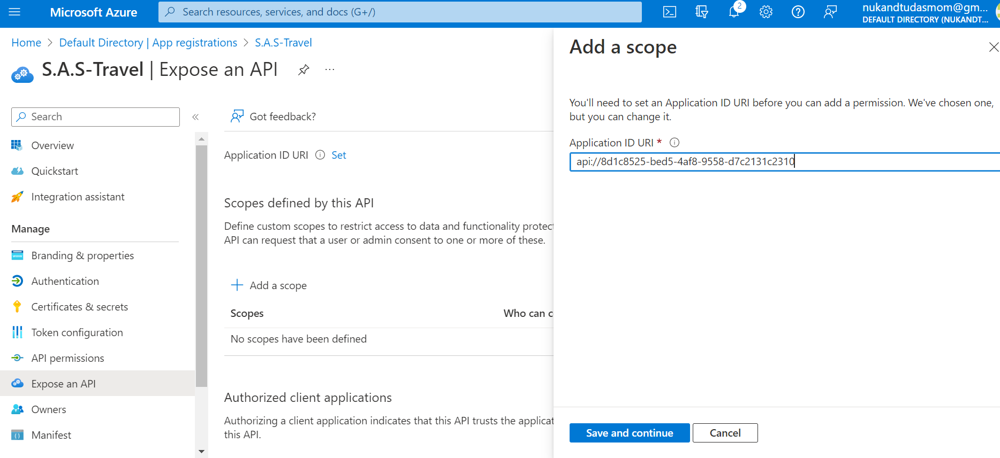 Microsoft Azure
Search resources, services, and docs (G+/)
2
nukandtudasmom@gm...
DEFAULT DIRECTORY (NUKANDT...
Home > Default Directory | App registrations > S.A.S-Travel
S.A.S-Travel | Expose an API
...
Search
«
Overview
Quickstart
Integration assistant
Manage
Branding & properties
Authentication
Certificates & secrets
Token configuration
API permissions
Expose an API
Owners
Manifest
Got feedback?
Application ID URI Set
Scopes defined by this API
Define custom scopes to restrict access to data and functionality protect
API can request that a user or admin consent to one or more of these.
Add a scope
Scopes Who can c
No scopes have been defined
Authorized client applications
Authorizing a client application indicates that this API trusts the applicat
this API.
Add a scope
You'll need to set an Application ID URI before you can add a permission. We've chosen one,
but you can change it.
Application ID URI *
api://8d1c8525-bed5-4af8-9558-d7c2131c2310
Save and continue
Cancel